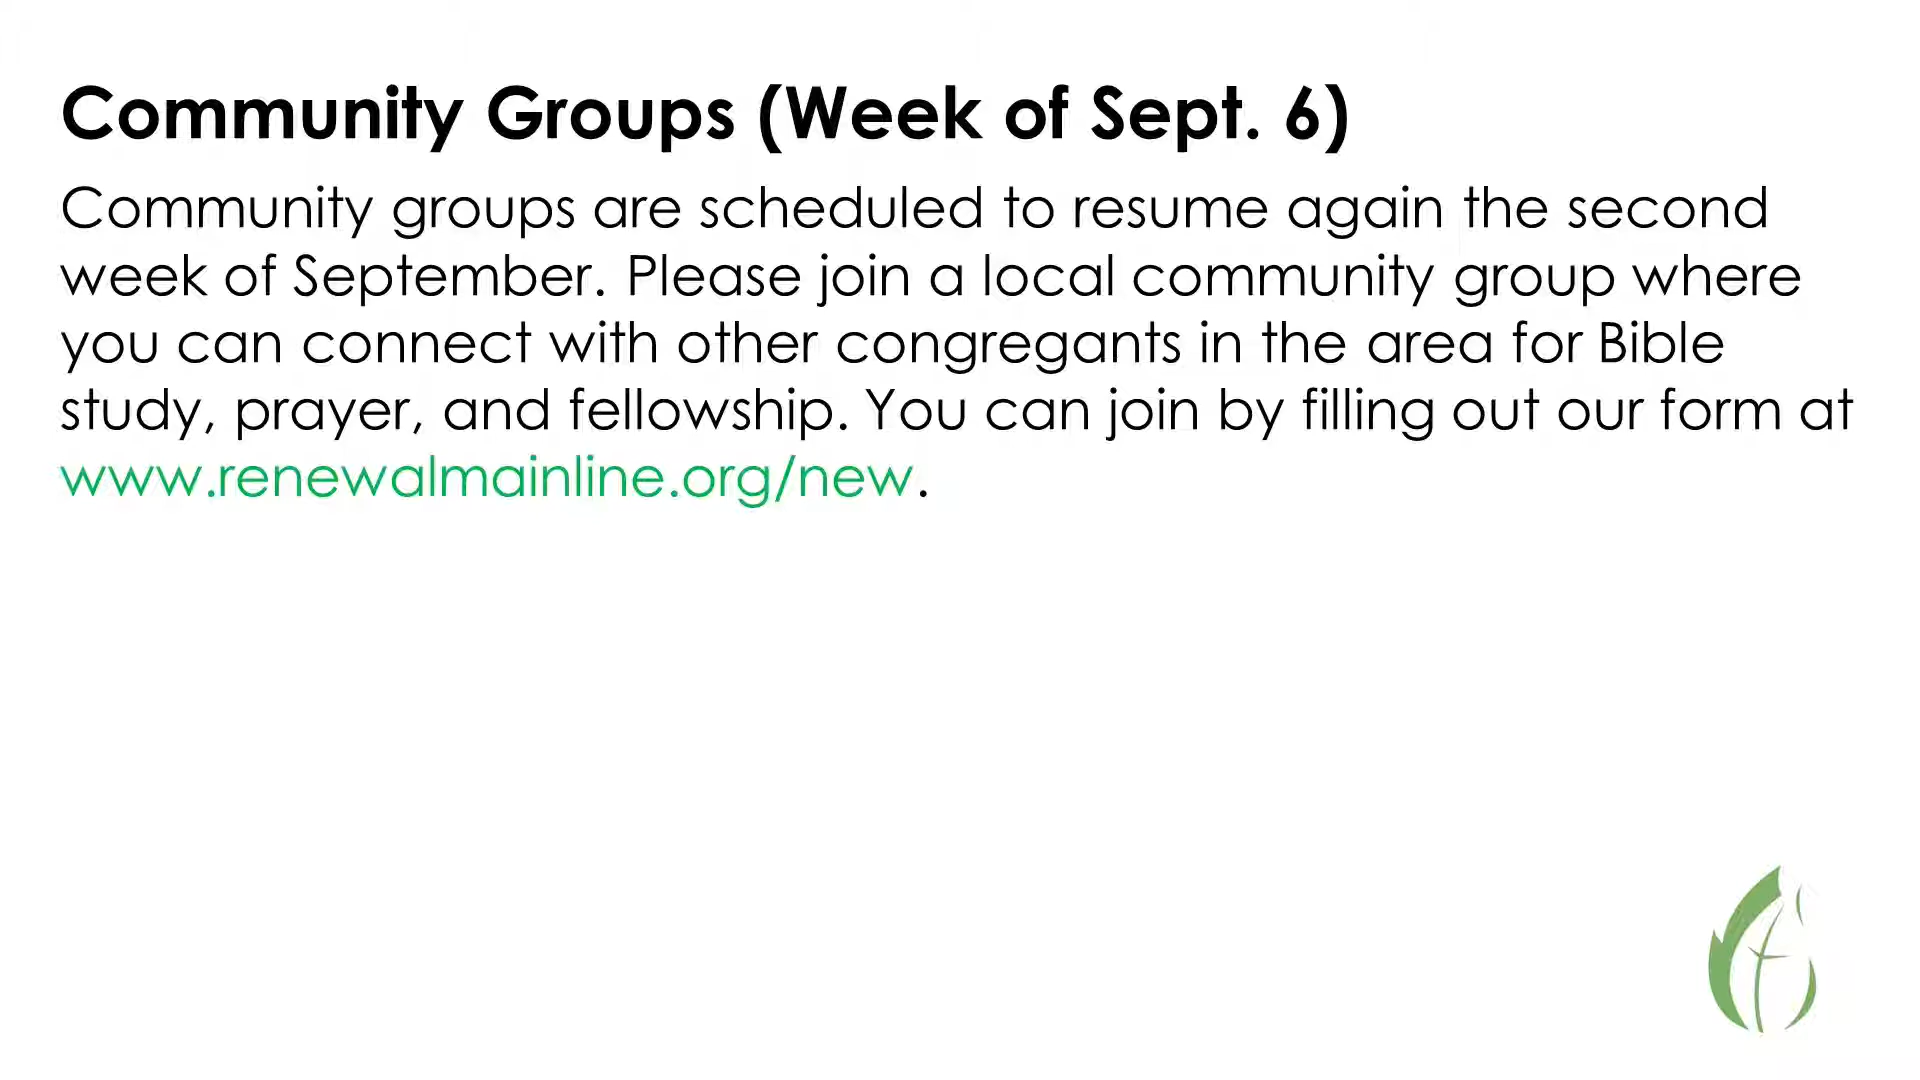 Community Groups (Week of Sept. 6)
Community groups are scheduled to resume again the second
week of September. Please join a local community group where
you can connect with other congregants in the area for Bible
study, prayer, and fellowship. You can join by filling out our form at
www.renewalmainline.org/new.